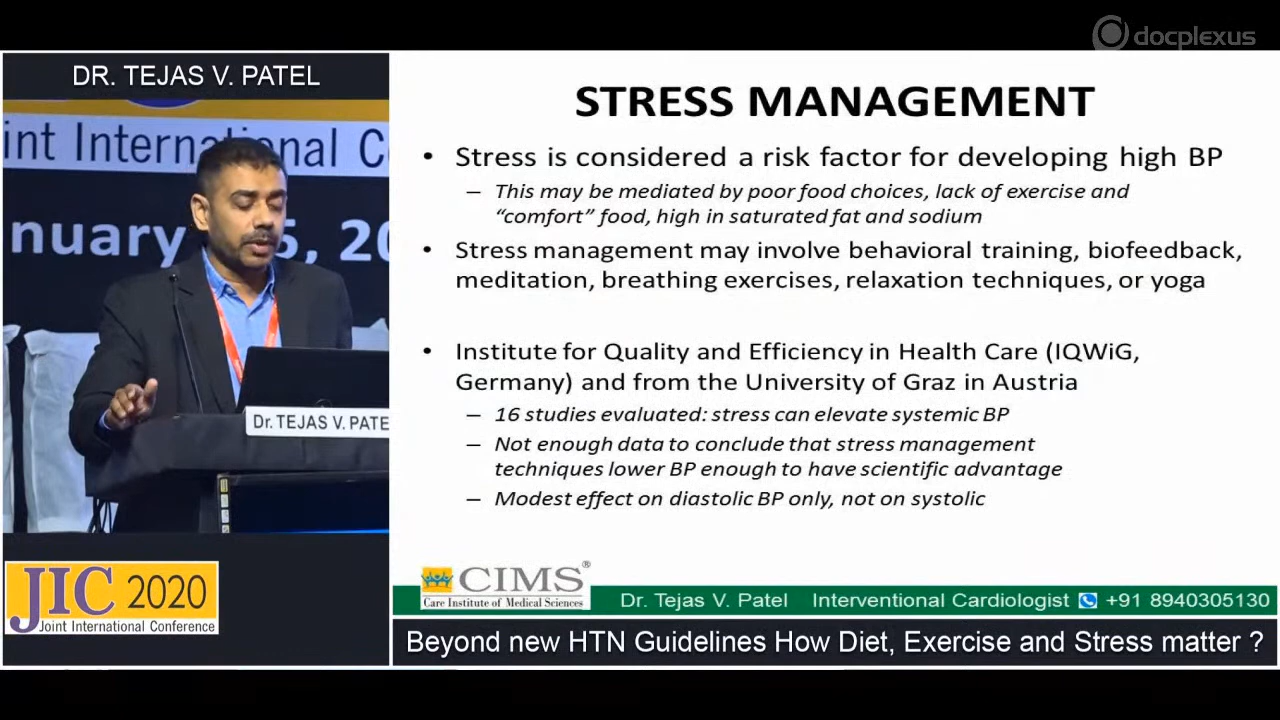 docplexus
DR. TEJAS V. PATEL
int International C
nuary 5, 20
Dr. TEJAS V. PATE
JIC 2020
Joint International Conference
STRESS MANAGEMENT
• Stress is considered a risk factor for developing high BP
– This may be mediated by poor food choices, lack of exercise and
“comfort” food, high in saturated fat and sodium
• Stress management may involve behavioral training, biofeedback,
meditation, breathing exercises, relaxation techniques, or yoga
• Institute for Quality and Efficiency in Health Care (IQWiG,
Germany) and from the University of Graz in Austria
– 16 studies evaluated: stress can elevate systemic BP
– Not enough data to conclude that stress management
techniques lower BP enough to have scientific advantage
– Modest effect on diastolic BP only, not on systolic
CIMS®
Care Institute of Medical Sciences
Dr. Tejas V. Patel Interventional Cardiologist +91 8940305130
Beyond new HTN Guidelines How Diet, Exercise and Stress matter ?